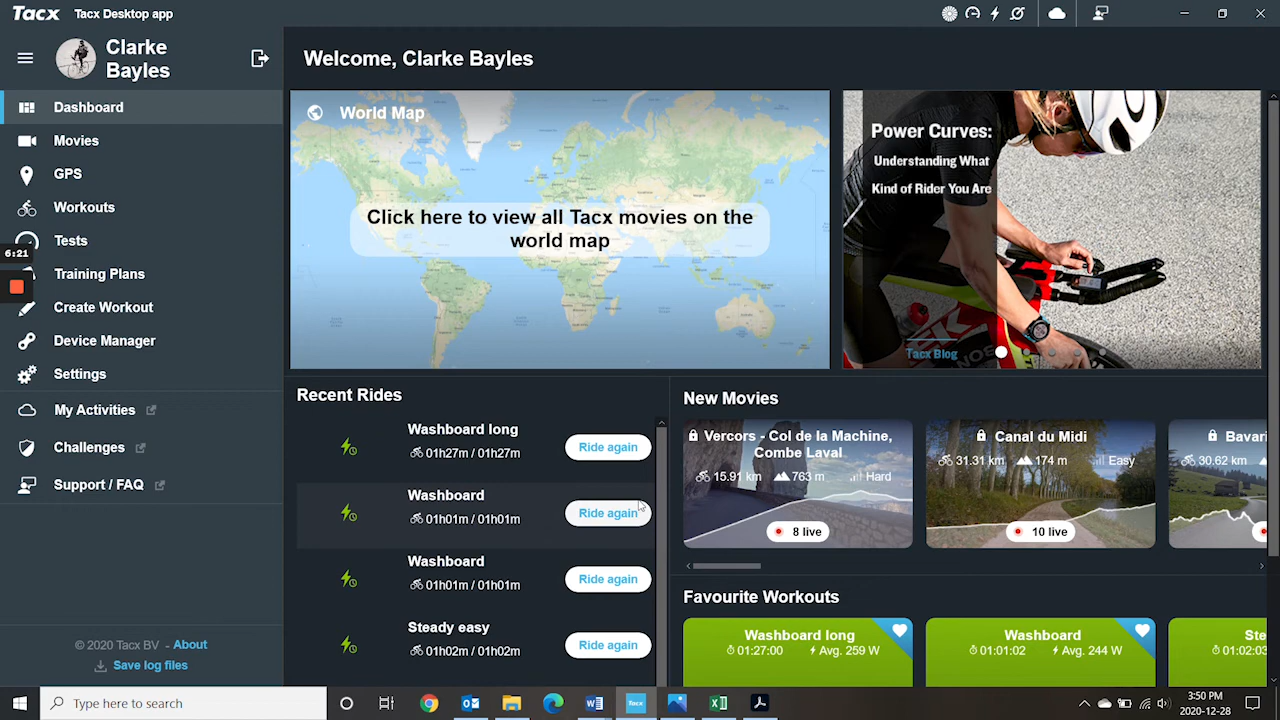 Tacx Tacx Desktop app
Clarke
Bayles
Dashboard
Movies
GPS
Workouts
Tests
6:21
Training Plans
Create Workout
Device Manager
Settings
My Activities
Challenges
Support / FAQ
© 2020 Tacx BV - About
Save log files
Welcome, Clarke Bayles
World Map
Click here to view all Tacx movies on the
world map
Power Curves:
Understanding What
Kind of Rider You Are
Tacx Blog
Recent Rides
Washboard long
01h27m / 01h27m
Ride again
Washboard
01h01m / 01h01m
Ride again
Washboard
01h01m / 01h01m
Ride again
Steady easy
01h02m / 01h02m
Ride again
New Movies
Vercors - Col de la Machine,
Combe Laval
15.91 km 763 m Hard
8 live
Canal du Midi
31.31 km 174 m Easy
10 live
Bavari
30.62 km
Favourite Workouts
Washboard long
01:27:00 Avg. 259 W
Washboard
01:01:02 Avg. 244 W
Ste
01:02:03
Type here to search
Tacx
3:50 PM
2020-12-28